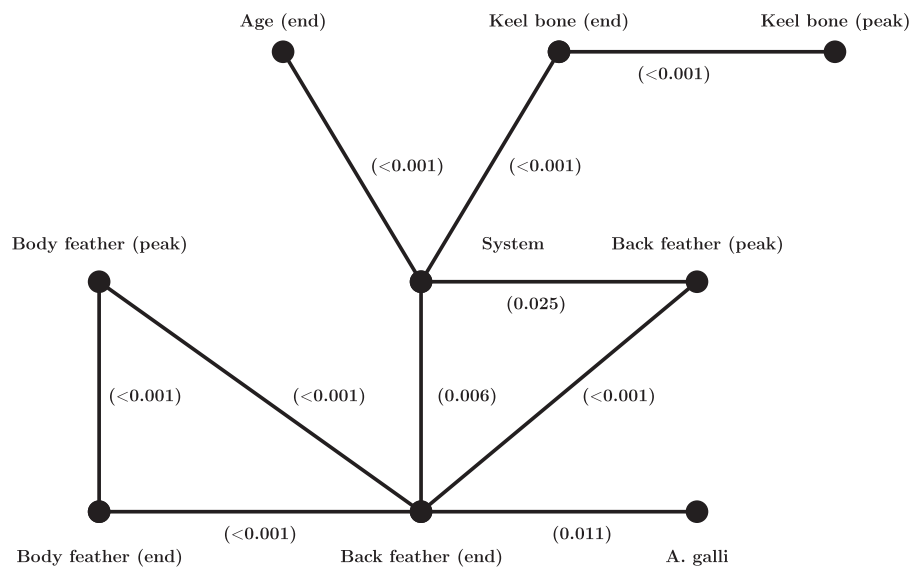 Age (end)
Keel bone (end)
Keel bone (peak)
(<0.001)
(<0.001)
(<0.001)
Body feather (peak)
System
Back feather (peak)
(0.025)
(<0.001)
(<0.001)
(0.006)
(<0.001)
(<0.001)
(0.011)
Body feather (end)
Back feather (end)
A. galli